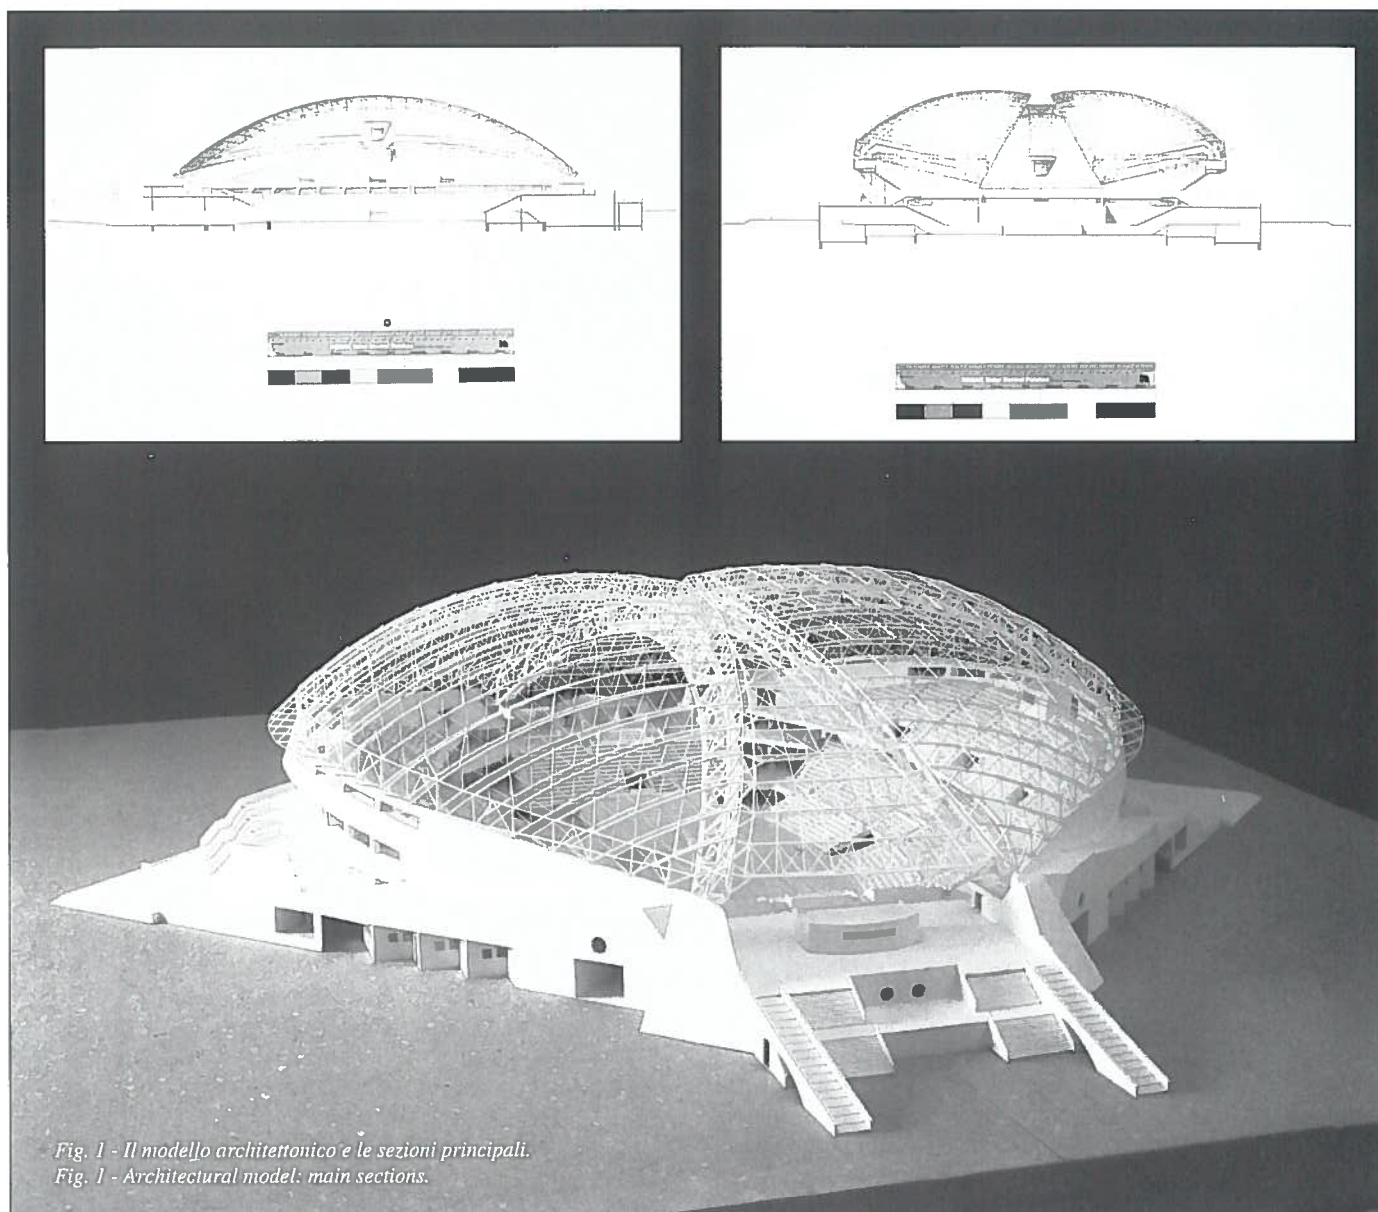 Fig. 1 - Il modello architettonico e le sezioni principali.
Fig. 1 - Architectural model: main sections.